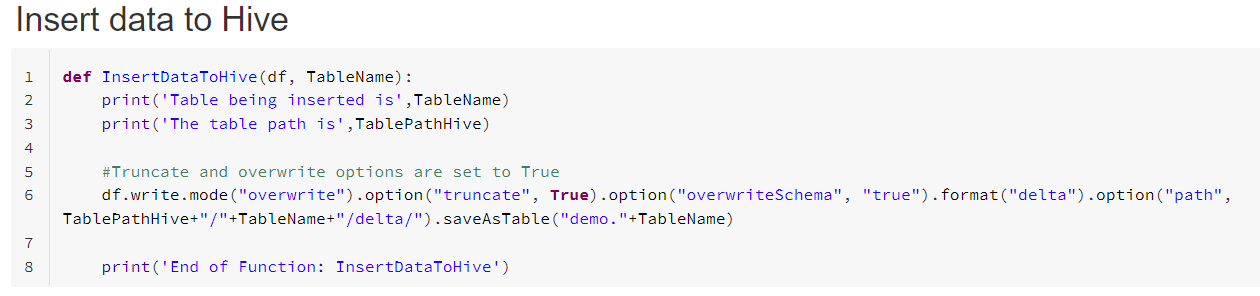 Insert data to Hive
1 def InsertDataToHive(df, TableName):
2     print('Table being inserted is',TableName)
3     print('The table path is',TablePathHive)
4
5     #Truncate and overwrite options are set to True
6     df.write.mode("overwrite").option("truncate", True).option("overwriteSchema", "true").format("delta").option("path",
TablePathHive+"/"+TableName+"/delta/").saveAsTable("demo."+TableName)
7
8     print('End of Function: InsertDataToHive')